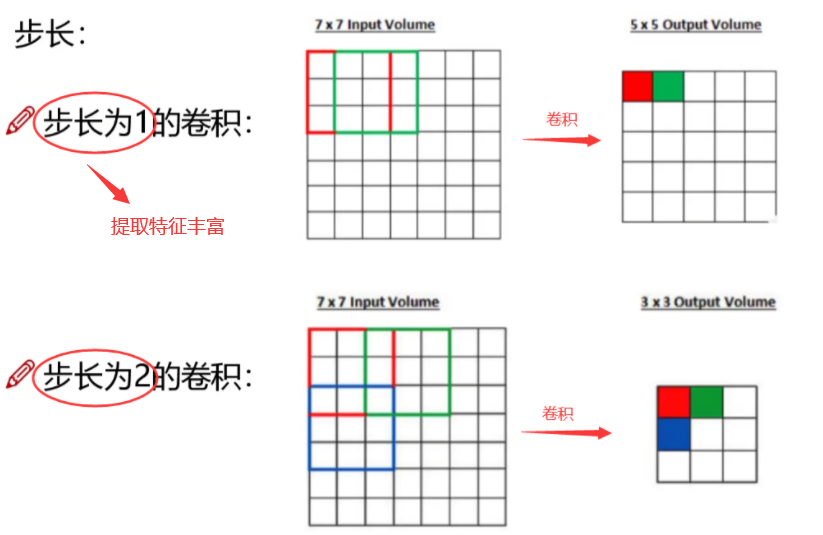 步长：
7 x 7 Input Volume
5 x 5 Output Volume
步长为1的卷积：
卷积
提取特征丰富
7 x 7 Input Volume
3 x 3 Output Volume
步长为2的卷积：
卷积